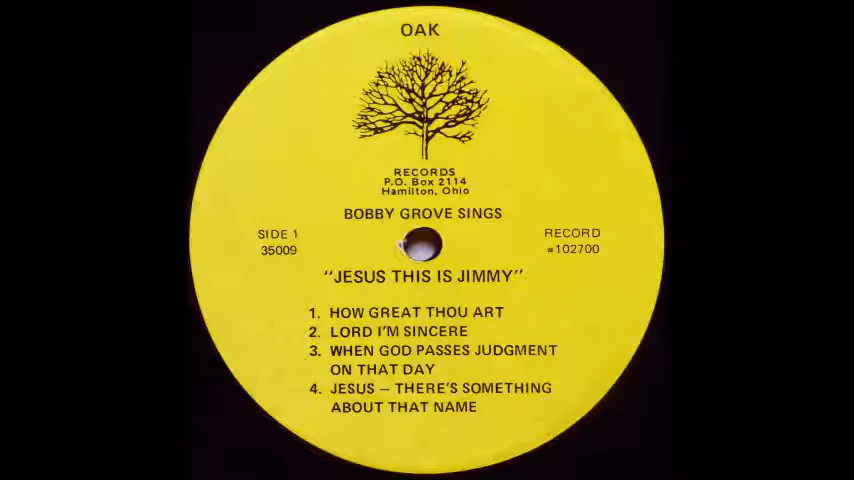 OAK
RECORDS
P.O. Box 2114
Hamilton, Ohio
BOBBY GROVE SINGS
SIDE 1
35009
RECORD
#102700
"JESUS THIS IS JIMMY"
1. HOW GREAT THOU ART
2. LORD I'M SINCERE
3. WHEN GOD PASSES JUDGMENT
ON THAT DAY
4. JESUS — THERE'S SOMETHING
ABOUT THAT NAME